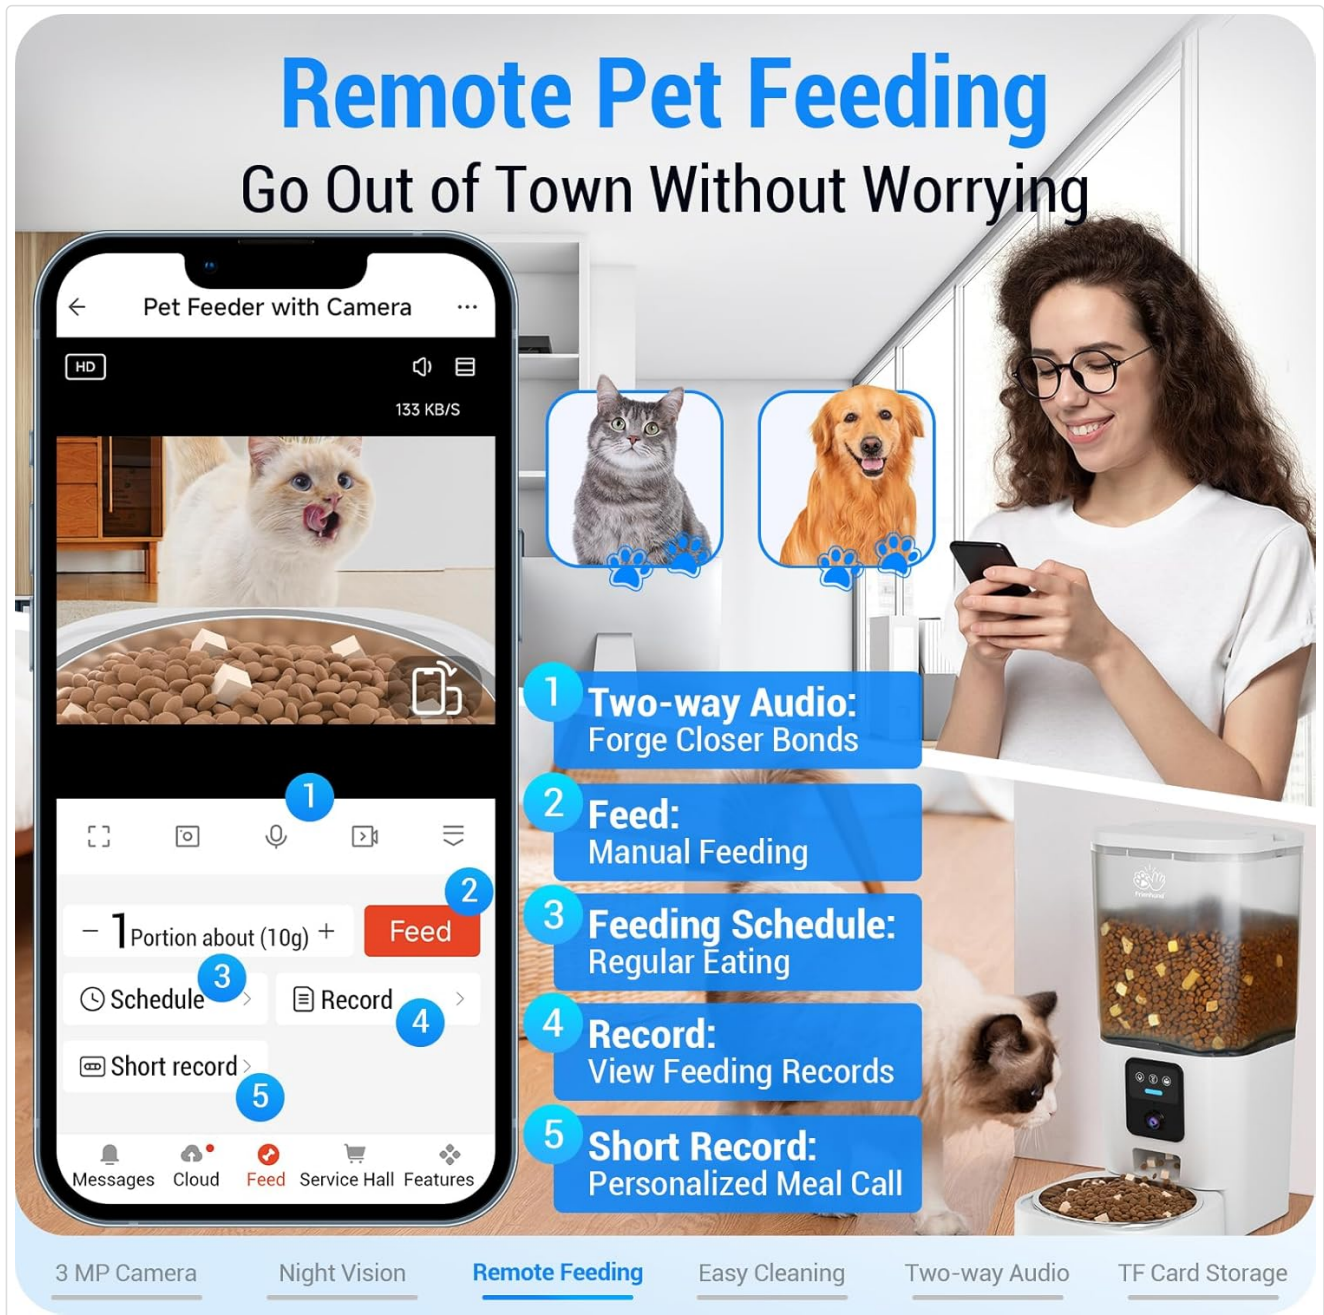 Remote Pet Feeding
Go Out of Town Without Worrying
Pet Feeder with Camera
HD
133 KB/S
1
2
1 Portion about (10g)
Feed
3
Schedule
Record
4
Short record
5
Messages
Cloud
Feed
Service Hall
Features
1
Two-way Audio:
Forge Closer Bonds
2
Feed:
Manual Feeding
3
Feeding Schedule:
Regular Eating
4
Record:
View Feeding Records
5
Short Record:
Personalized Meal Call
3 MP Camera
Night Vision
Remote Feeding
Easy Cleaning
Two-way Audio
TF Card Storage